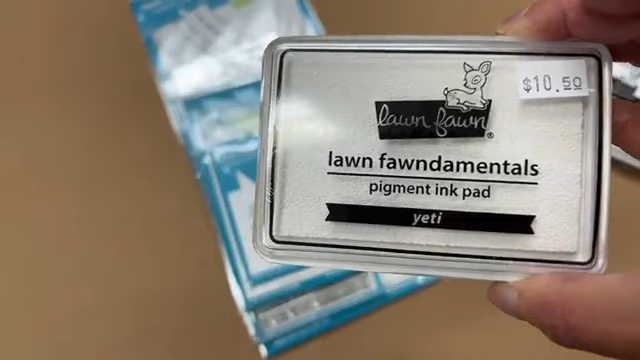 $10.50
lawn fawn®
lawn fawndamentals
pigment ink pad
yeti